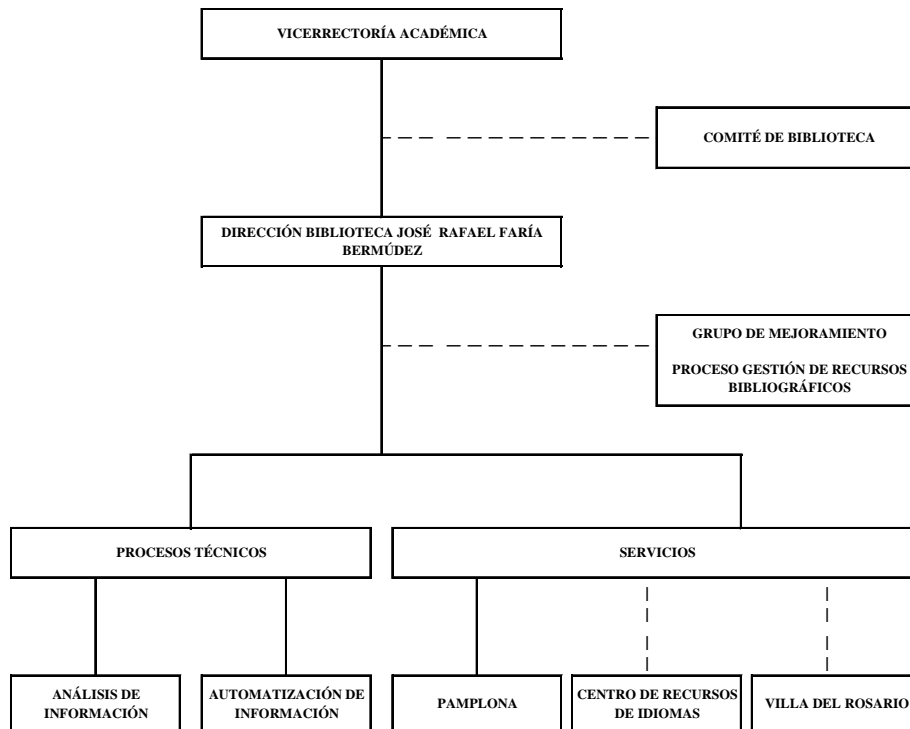 VICERRECTORÍA ACADÉMICA
COMITÉ DE BIBLIOTECA
DIRECCIÓN BIBLIOTECA JOSÉ RAFAEL FARÍA
BERMÚDEZ
GRUPO DE MEJORAMIENTO
PROCESO GESTIÓN DE RECURSOS
BIBLIOGRÁFICOS
PROCESOS TÉCNICOS
SERVICIOS
ANÁLISIS DE
INFORMACIÓN
AUTOMATIZACIÓN DE
INFORMACIÓN
PAMPLONA
CENTRO DE RECURSOS
DE IDIOMAS
VILLA DEL ROSARIO